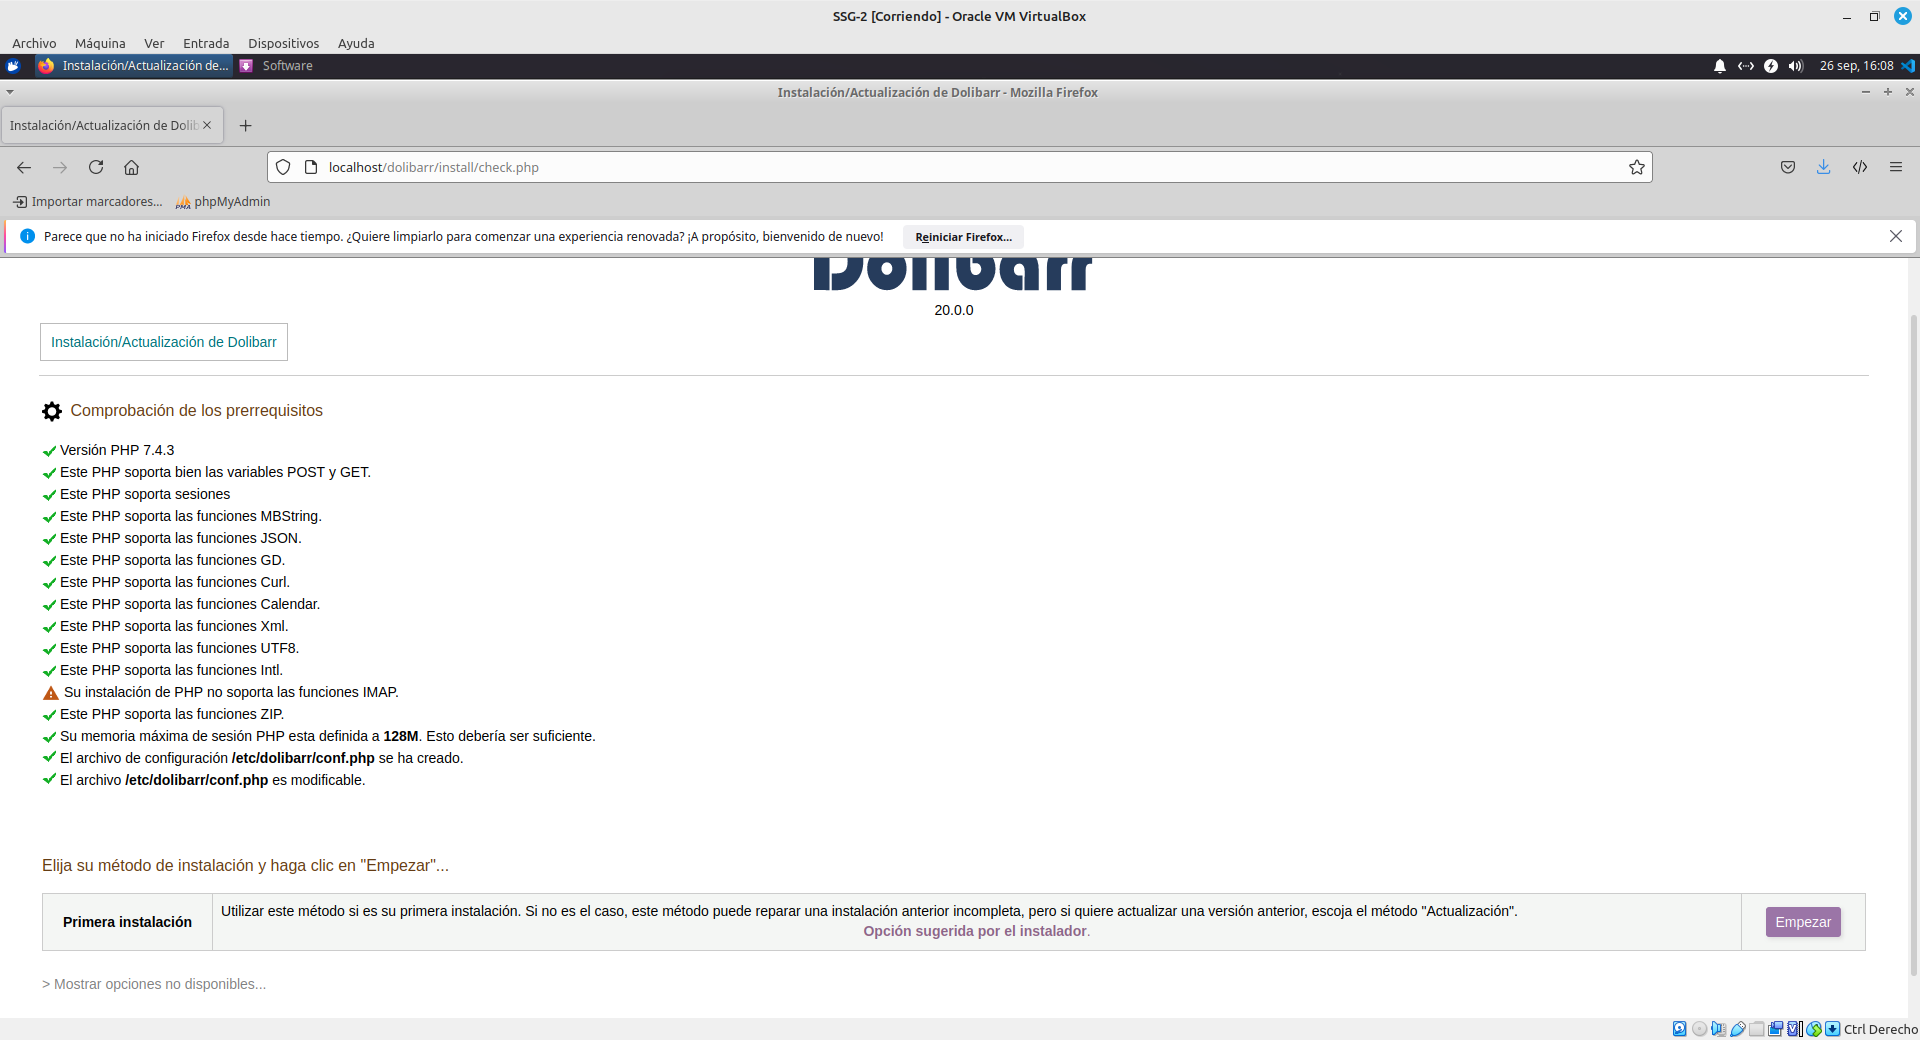 SSG-2 [Corriendo] - Oracle VM VirtualBox
Archivo Máquina Ver Entrada Dispositivos Ayuda
Instalación/Actualización de... Software 26 sep, 16:08
Instalación/Actualización de Dolibarr - Mozilla Firefox
Instalación/Actualización de Dolib
localhost/dolibarr/install/check.php
Importar marcadores... phpMyAdmin
Parece que no ha iniciado Firefox desde hace tiempo. ¿Quiere limpiarlo para comenzar una experiencia renovada? ¡A propósito, bienvenido de nuevo! Reiniciar Firefox...
Dolibarr
20.0.0
Instalación/Actualización de Dolibarr
Comprobación de los prerrequisitos
Versión PHP 7.4.3
Este PHP soporta bien las variables POST y GET.
Este PHP soporta sesiones
Este PHP soporta las funciones MBString.
Este PHP soporta las funciones JSON.
Este PHP soporta las funciones GD.
Este PHP soporta las funciones Curl.
Este PHP soporta las funciones Calendar.
Este PHP soporta las funciones Xml.
Este PHP soporta las funciones UTF8.
Este PHP soporta las funciones Intl.
Su instalación de PHP no soporta las funciones IMAP.
Este PHP soporta las funciones ZIP.
Su memoria máxima de sesión PHP esta definida a 128M. Esto debería ser suficiente.
El archivo de configuración /etc/dolibarr/conf.php se ha creado.
El archivo /etc/dolibarr/conf.php es modificable.
Elija su método de instalación y haga clic en "Empezar"...
Primera instalación
Utilizar este método si es su primera instalación. Si no es el caso, este método puede reparar una instalación anterior incompleta, pero si quiere actualizar una versión anterior, escoja el método "Actualización".
Opción sugerida por el instalador.
Empezar
> Mostrar opciones no disponibles...
Ctrl Derecho